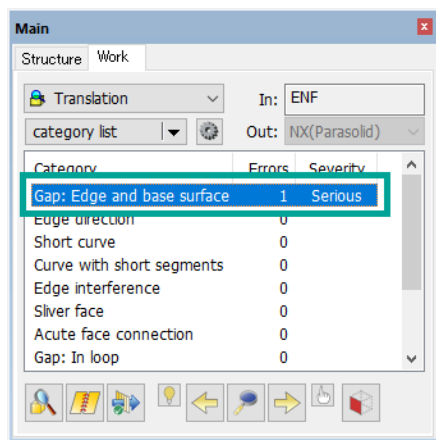 Main
Structure Work
Translation In: ENF
category list Out: NX(Parasolid)
Category Errors Severity
Gap: Edge and base surface 1 Serious
Edge direction 0
Short curve 0
Curve with short segments 0
Edge interference 0
Sliver face 0
Acute face connection 0
Gap: In loop 0